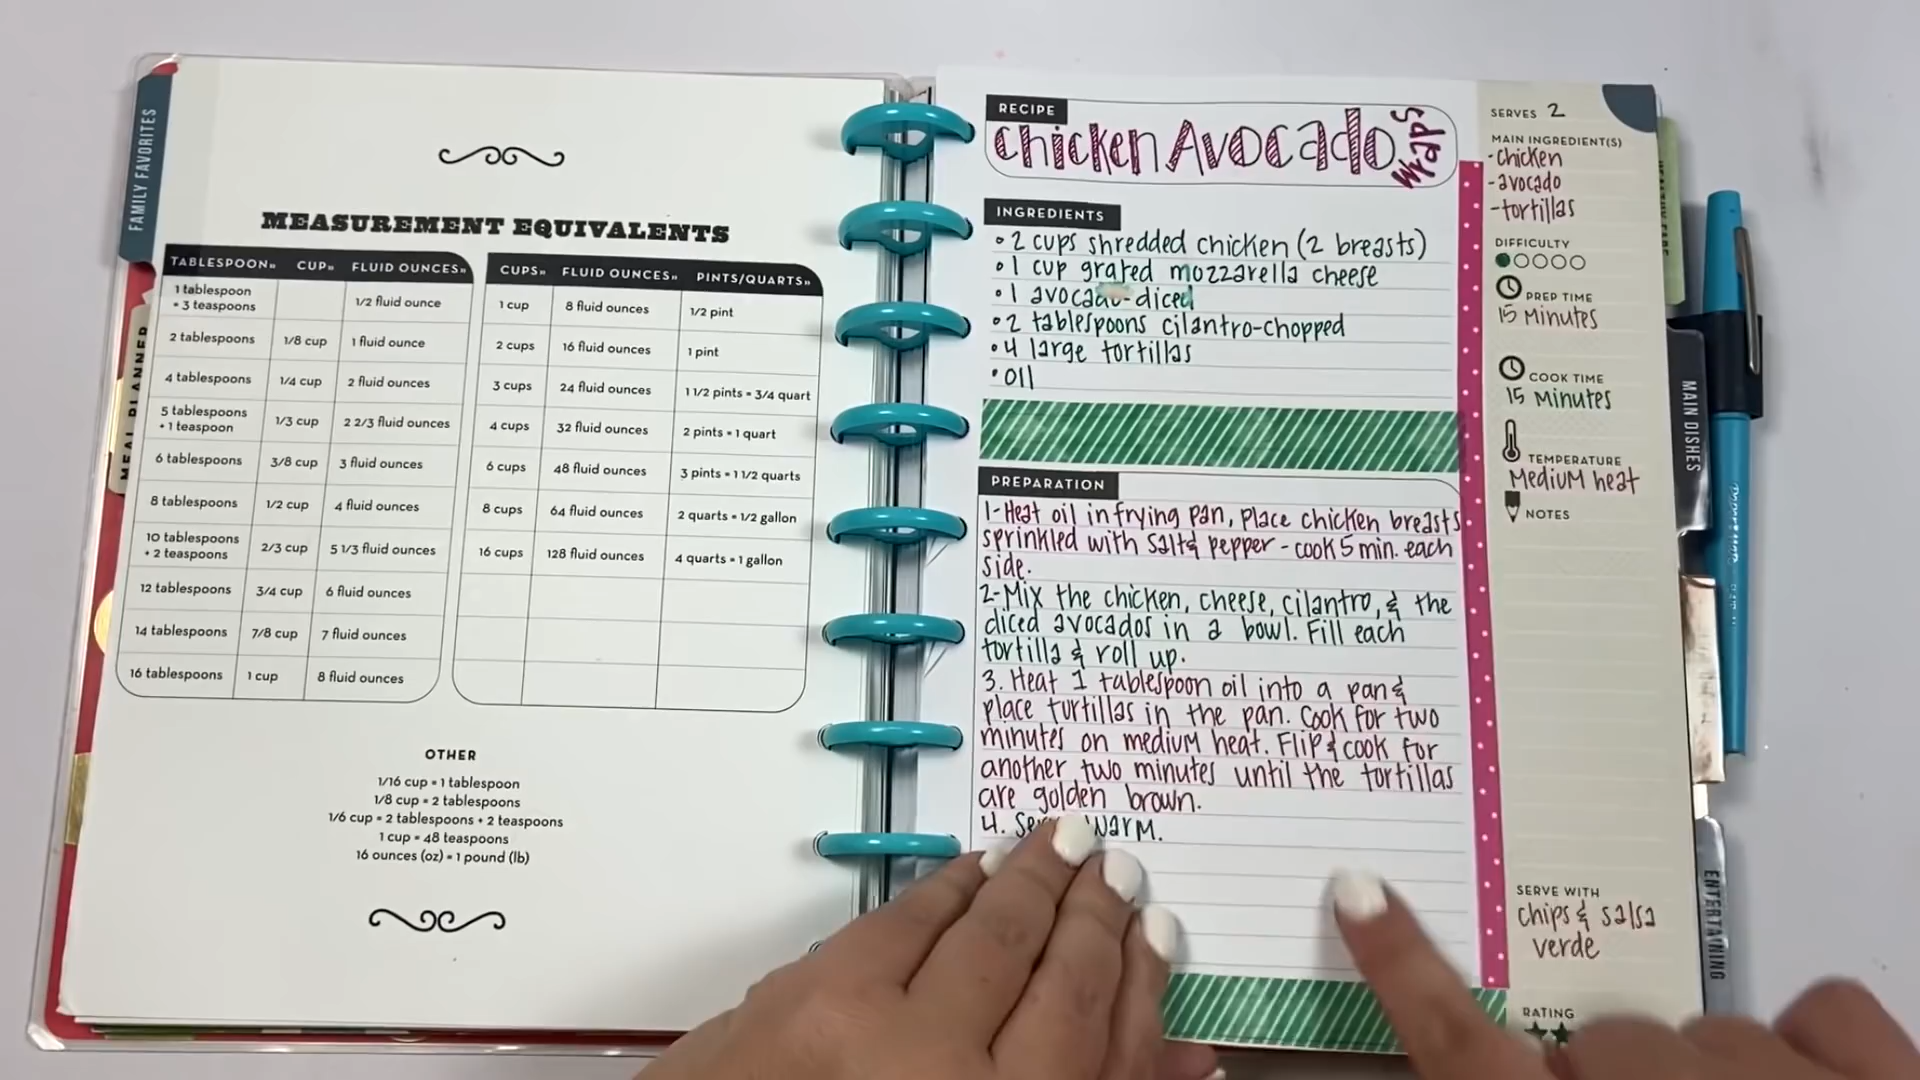 FAMILY FAVORITES
MEAL PLANNER
MEASUREMENT EQUIVALENTS
TABLESPOON» CUP» FLUID OUNCES»
1 tablespoon
= 3 teaspoons 1/2 fluid ounce
2 tablespoons 1/8 cup 1 fluid ounce
4 tablespoons 1/4 cup 2 fluid ounces
5 tablespoons
+ 1 teaspoon 1/3 cup 2 2/3 fluid ounces
6 tablespoons 3/8 cup 3 fluid ounces
8 tablespoons 1/2 cup 4 fluid ounces
10 tablespoons
+ 2 teaspoons 2/3 cup 5 1/3 fluid ounces
12 tablespoons 3/4 cup 6 fluid ounces
14 tablespoons 7/8 cup 7 fluid ounces
16 tablespoons 1 cup 8 fluid ounces
CUPS» FLUID OUNCES» PINTS/QUARTS»
1 cup 8 fluid ounces 1/2 pint
2 cups 16 fluid ounces 1 pint
3 cups 24 fluid ounces 1 1/2 pints = 3/4 quart
4 cups 32 fluid ounces 2 pints = 1 quart
6 cups 48 fluid ounces 3 pints = 1 1/2 quarts
8 cups 64 fluid ounces 2 quarts = 1/2 gallon
16 cups 128 fluid ounces 4 quarts = 1 gallon
OTHER
1/16 cup = 1 tablespoon
1/8 cup = 2 tablespoons
1/6 cup = 2 tablespoons + 2 teaspoons
1 cup = 48 teaspoons
16 ounces (oz) = 1 pound (lb)
RECIPE
chicken Avocado Wraps
INGREDIENTS
• 2 cups shredded chicken (2 breasts)
• 1 cup grated mozzarella cheese
• 1 avocado-diced
• 2 tablespoons cilantro-chopped
• 4 large tortillas
• oil
PREPARATION
1-Heat oil in frying pan, place chicken breasts
sprinkled with salt & pepper - cook 5 min. each
side.
2-Mix the chicken, cheese, cilantro, & the
diced avocados in a bowl. Fill each
tortilla & roll up.
3. Heat 1 tablespoon oil into a pan &
place turtillas in the pan. Cook for two
minutes on medium heat. Flip & cook for
another two minutes until the tortillas
are golden brown.
4. Serve warm.
SERVES 2
MAIN INGREDIENT(S)
-chicken
-avocado
-tortillas
DIFFICULTY
PREP TIME
15 Minutes
COOK TIME
15 Minutes
TEMPERATURE
Medium heat
NOTES
SERVE WITH
chips & salsa
verde
RATING
MAIN DISHES
ENTERTAINING